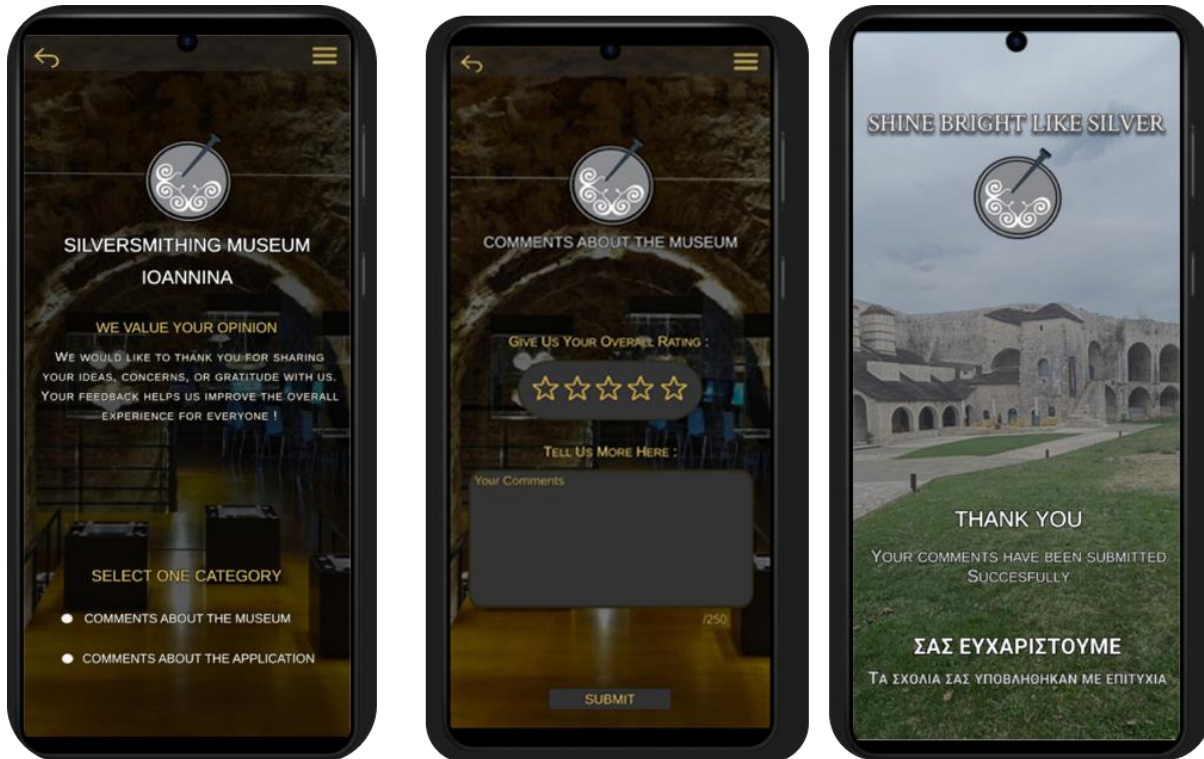 SILVERSMITHING MUSEUM
IOANNINA
WE VALUE YOUR OPINION
WE WOULD LIKE TO THANK YOU FOR SHARING
YOUR IDEAS, CONCERNS, OR GRATITUDE WITH US.
YOUR FEEDBACK HELPS US IMPROVE THE OVERALL
EXPERIENCE FOR EVERYONE !
SELECT ONE CATEGORY
COMMENTS ABOUT THE MUSEUM
COMMENTS ABOUT THE APPLICATION
COMMENTS ABOUT THE MUSEUM
GIVE US YOUR OVERALL RATING :
TELL US MORE HERE :
Your Comments
/250
SUBMIT
SHINE BRIGHT LIKE SILVER
THANK YOU
YOUR COMMENTS HAVE BEEN SUBMITTED
SUCCESFULLY
ΣΑΣ ΕΥΧΑΡΙΣΤΟΥΜΕ
ΤΑ ΣΧΟΛΙΑ ΣΑΣ ΥΠΟΒΛΗΘΗΚΑΝ ΜΕ ΕΠΙΤΥΧΙΑ